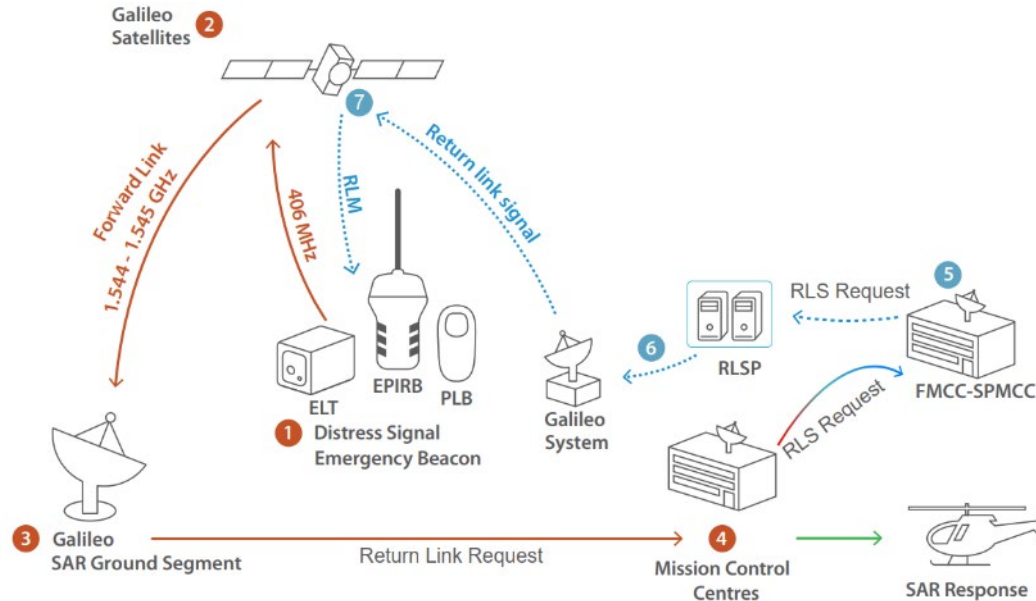 Galileo
Satellites
2
7
Forward Link
1.544 - 1.545 GHz
406 MHz
RLM
Return link signal
5
RLS Request
FMCC-SPMCC
RLSP
6
Galileo
System
ELT
EPIRB
PLB
1
Distress Signal
Emergency Beacon
RLS Request
3
Galileo
SAR Ground Segment
Return Link Request
4
Mission Control
Centres
SAR Response